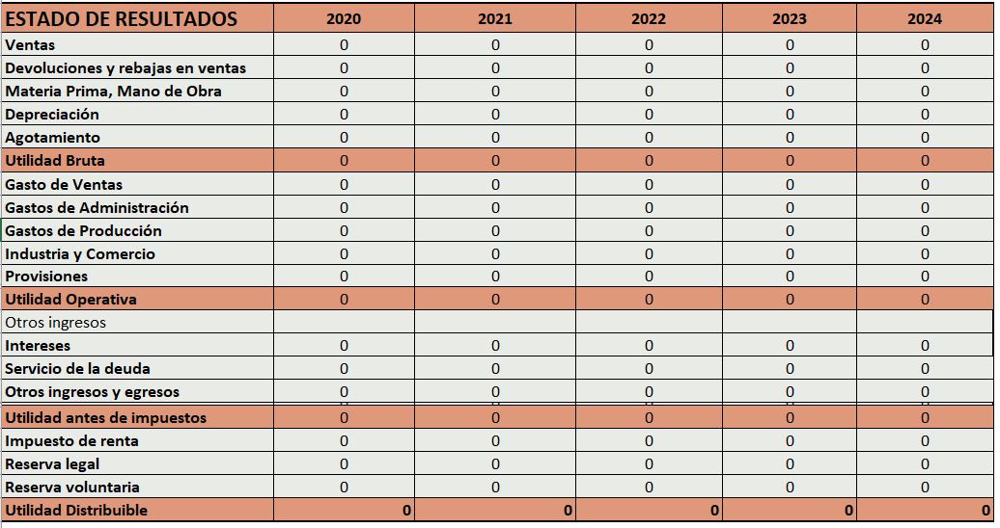 ESTADO DE RESULTADOS 2020 2021 2022 2023 2024
Ventas 0 0 0 0 0
Devoluciones y rebajas en ventas 0 0 0 0 0
Materia Prima, Mano de Obra 0 0 0 0 0
Depreciación 0 0 0 0 0
Agotamiento 0 0 0 0 0
Utilidad Bruta 0 0 0 0 0
Gasto de Ventas 0 0 0 0 0
Gastos de Administración 0 0 0 0 0
Gastos de Producción 0 0 0 0 0
Industria y Comercio 0 0 0 0 0
Provisiones 0 0 0 0 0
Utilidad Operativa 0 0 0 0 0
Otros ingresos
Intereses 0 0 0 0 0
Servicio de la deuda 0 0 0 0 0
Otros ingresos y egresos 0 0 0 0 0
Utilidad antes de impuestos 0 0 0 0 0
Impuesto de renta 0 0 0 0 0
Reserva legal 0 0 0 0 0
Reserva voluntaria 0 0 0 0 0
Utilidad Distribuible 0 0 0 0 0